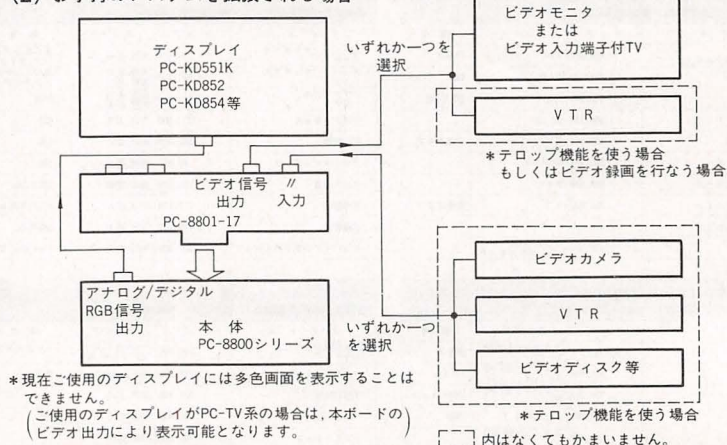 (2) お手持のシステムを拡張される場合
ディスプレイ
PC-KD551K
PC-KD852
PC-KD854等
いずれか一つを
選択
ビデオモニタ
または
ビデオ入力端子付TV
VTR
*テロップ機能を使う場合
もしくはビデオ録画を行なう場合
ビデオ信号 〃
出力 入力
PC-8801-17
アナログ/デジタル
RGB信号
出力
本 体
PC-8800シリーズ
いずれか一つ
を選択
ビデオカメラ
VTR
ビデオディスク等
*テロップ機能を使う場合
内はなくてもかまいません。
*現在ご使用のディスプレイには多色画面を表示することは
できません。
(ご使用のディスプレイがPC-TV系の場合は,本ボードの
ビデオ出力により表示可能となります。)